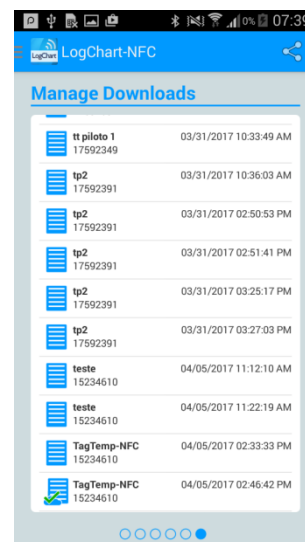 0% 07:39
LogChart LogChart-NFC
Manage Downloads
tt piloto 1 03/31/2017 10:33:49 AM
17592349
tp2 03/31/2017 10:36:03 AM
17592391
tp2 03/31/2017 02:50:53 PM
17592391
tp2 03/31/2017 02:51:41 PM
17592391
tp2 03/31/2017 03:25:17 PM
17592391
tp2 03/31/2017 03:27:03 PM
17592391
teste 04/05/2017 11:12:10 AM
15234610
teste 04/05/2017 11:22:19 AM
15234610
TagTemp-NFC 04/05/2017 02:33:33 PM
15234610
TagTemp-NFC 04/05/2017 02:46:42 PM
15234610